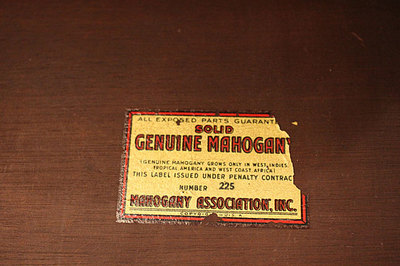 ALL EXPOSED PARTS GUARANT
SOLID
GENUINE MAHOGAN
(GENUINE MAHOGANY GROWS ONLY IN WEST INDIES
TROPICAL AMERICA AND WEST COAST AFRICA)
THIS LABEL ISSUED UNDER PENALTY CONTRAC
NUMBER 225
MAHOGANY ASSOCIATION, INC.